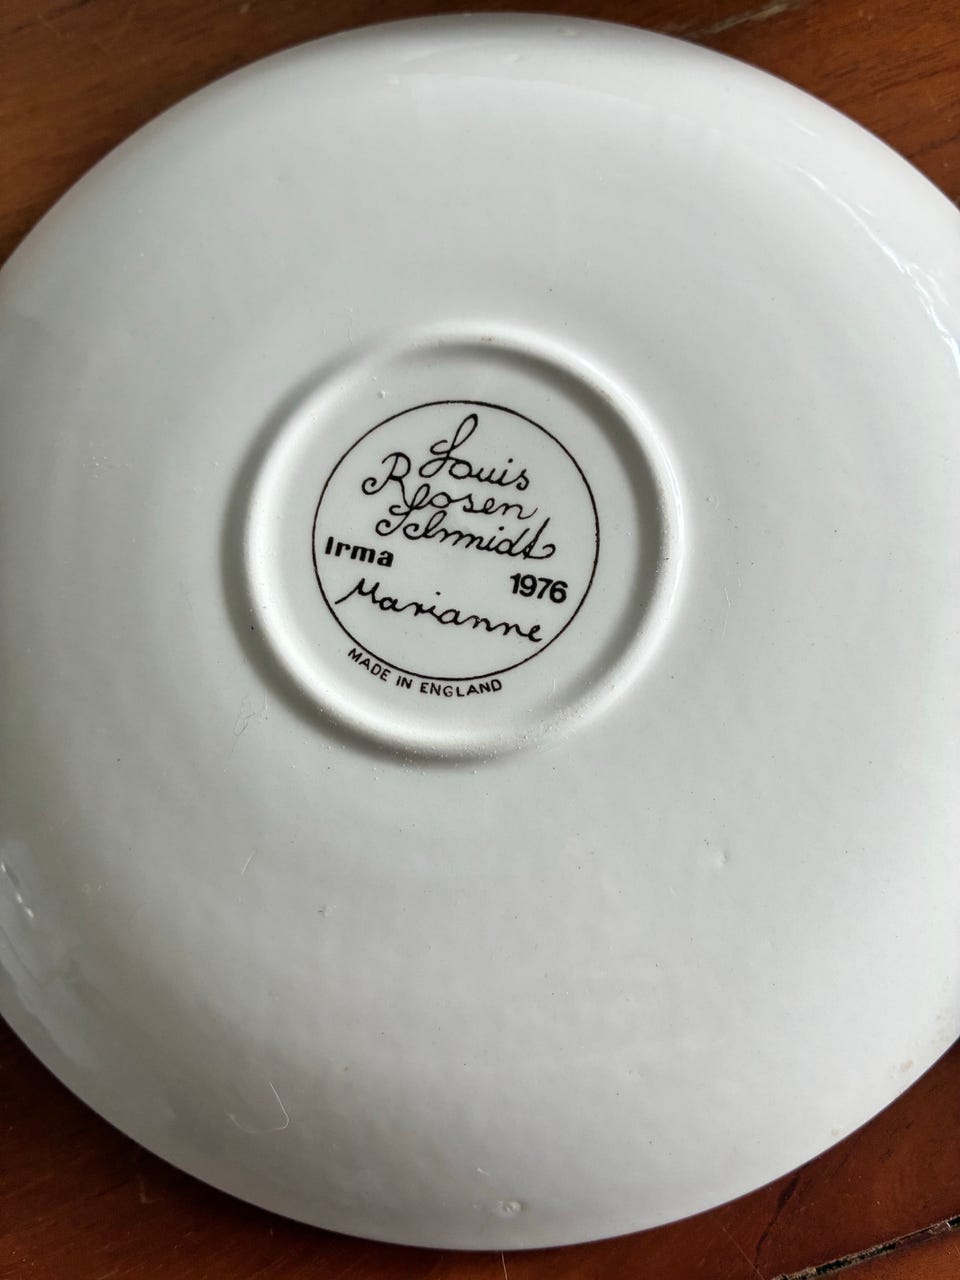 Louis
Rosen
Schmidt
Irma
1976
Marianne
MADE IN ENGLAND